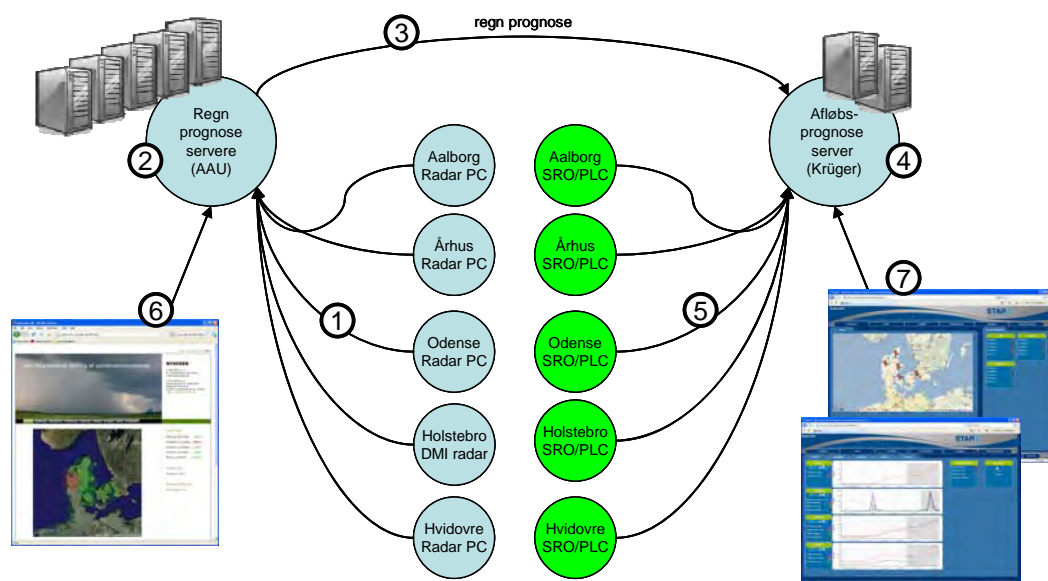 3
regn prognose
Regn
prognose
servere
(AAU)
2
Afløbs-
prognose
server
(Krüger)
4
Aalborg
Radar PC
Aalborg
SRO/PLC
Århus
Radar PC
Århus
SRO/PLC
6
1
Odense
Radar PC
Odense
SRO/PLC
5
7
STAR
Holstebro
DMI radar
Holstebro
SRO/PLC
STAR
Hvidovre
Radar PC
Hvidovre
SRO/PLC